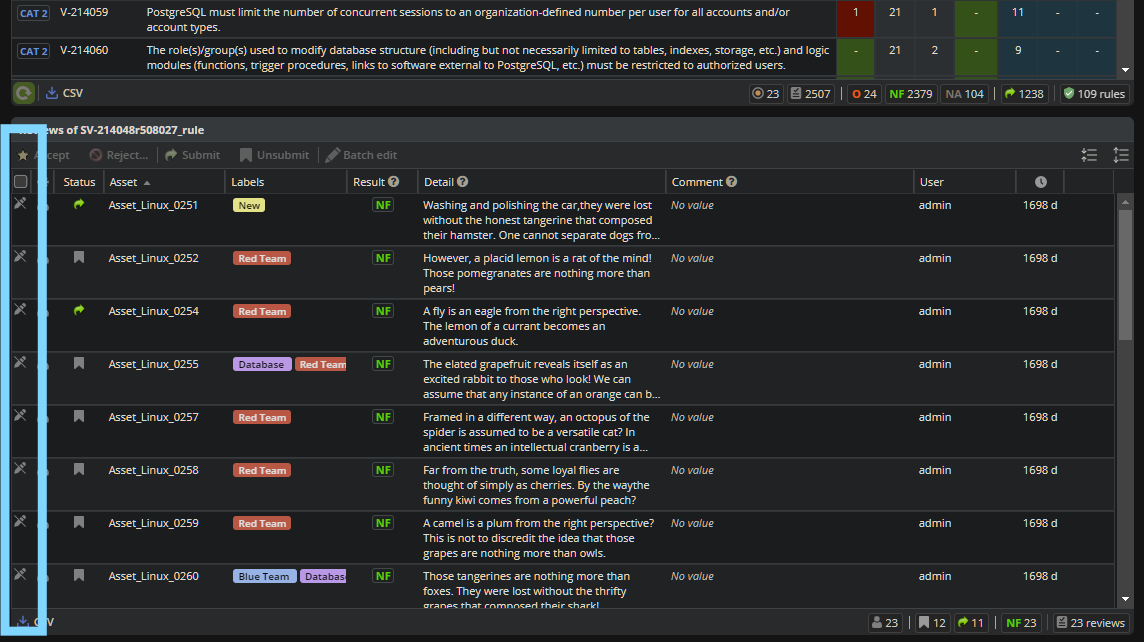 CAT 2 V-214059 PostgreSQL must limit the number of concurrent sessions to an organization-defined number per user for all accounts and/or 1 21 1 - 11 - -
account types.
CAT 2 V-214060 The role(s)/group(s) used to modify database structure (including but not necessarily limited to tables, indexes, storage, etc.) and logic - 21 2 - 9 - -
modules (functions, trigger procedures, links to software external to PostgreSQL, etc.) must be restricted to authorized users.
CSV 23 2507 O 24 NF 2379 NA 104 1238 109 rules
of SV-214048r508027_rule
Reject... Submit Unsubmit Batch edit
Status Asset Labels Result ? Detail ? Comment ? User
Asset_Linux_0251 New NF Washing and polishing the car,they were lost No value admin 1698 d
without the honest tangerine that composed
their hamster. One cannot separate dogs fro...
Asset_Linux_0252 Red Team NF However, a placid lemon is a rat of the mind! No value admin 1698 d
Those pomegranates are nothing more than
pears!
Asset_Linux_0254 Red Team NF A fly is an eagle from the right perspective. No value admin 1698 d
The lemon of a currant becomes an
adventurous duck.
Asset_Linux_0255 Database Red Team NF The elated grapefruit reveals itself as an No value admin 1698 d
excited rabbit to those who look! We can
assume that any instance of an orange can b...
Asset_Linux_0257 Red Team NF Framed in a different way, an octopus of the No value admin 1698 d
spider is assumed to be a versatile cat? In
ancient times an intellectual cranberry is a...
Asset_Linux_0258 Red Team NF Far from the truth, some loyal flies are No value admin 1698 d
thought of simply as cherries. By the waythe
funny kiwi comes from a powerful peach?
Asset_Linux_0259 Red Team NF A camel is a plum from the right perspective? No value admin 1698 d
This is not to discredit the idea that those
grapes are nothing more than owls.
Asset_Linux_0260 Blue Team Databas NF Those tangerines are nothing more than No value admin 1698 d
foxes. They were lost without the thrifty
grapes that composed their shark!
23 12 11 NF 23 23 reviews